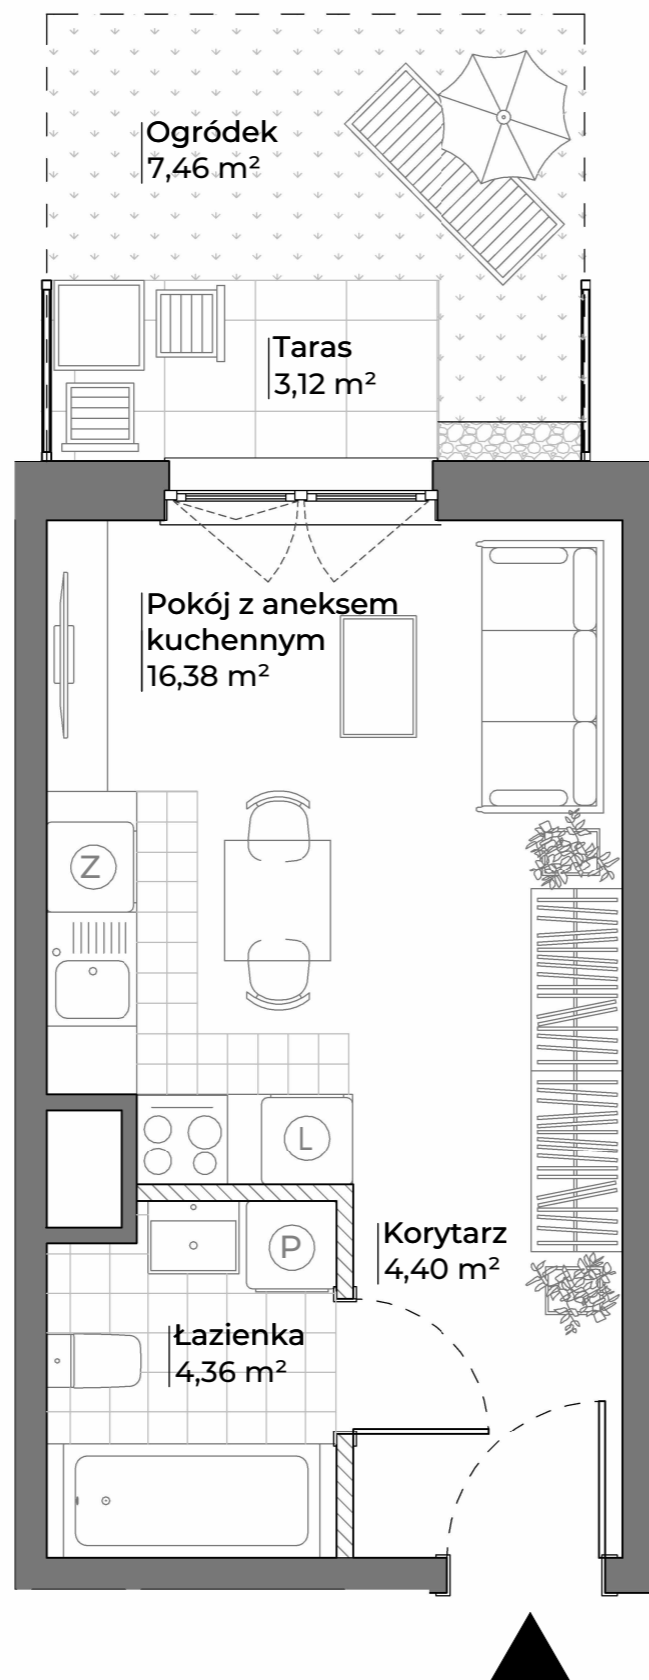 Ogródek
7,46 m²
Taras
3,12 m²
Pokój z aneksem
kuchennym
16,38 m²
Z
L
Korytarz
4,40 m²
P
Łazienka
4,36 m²